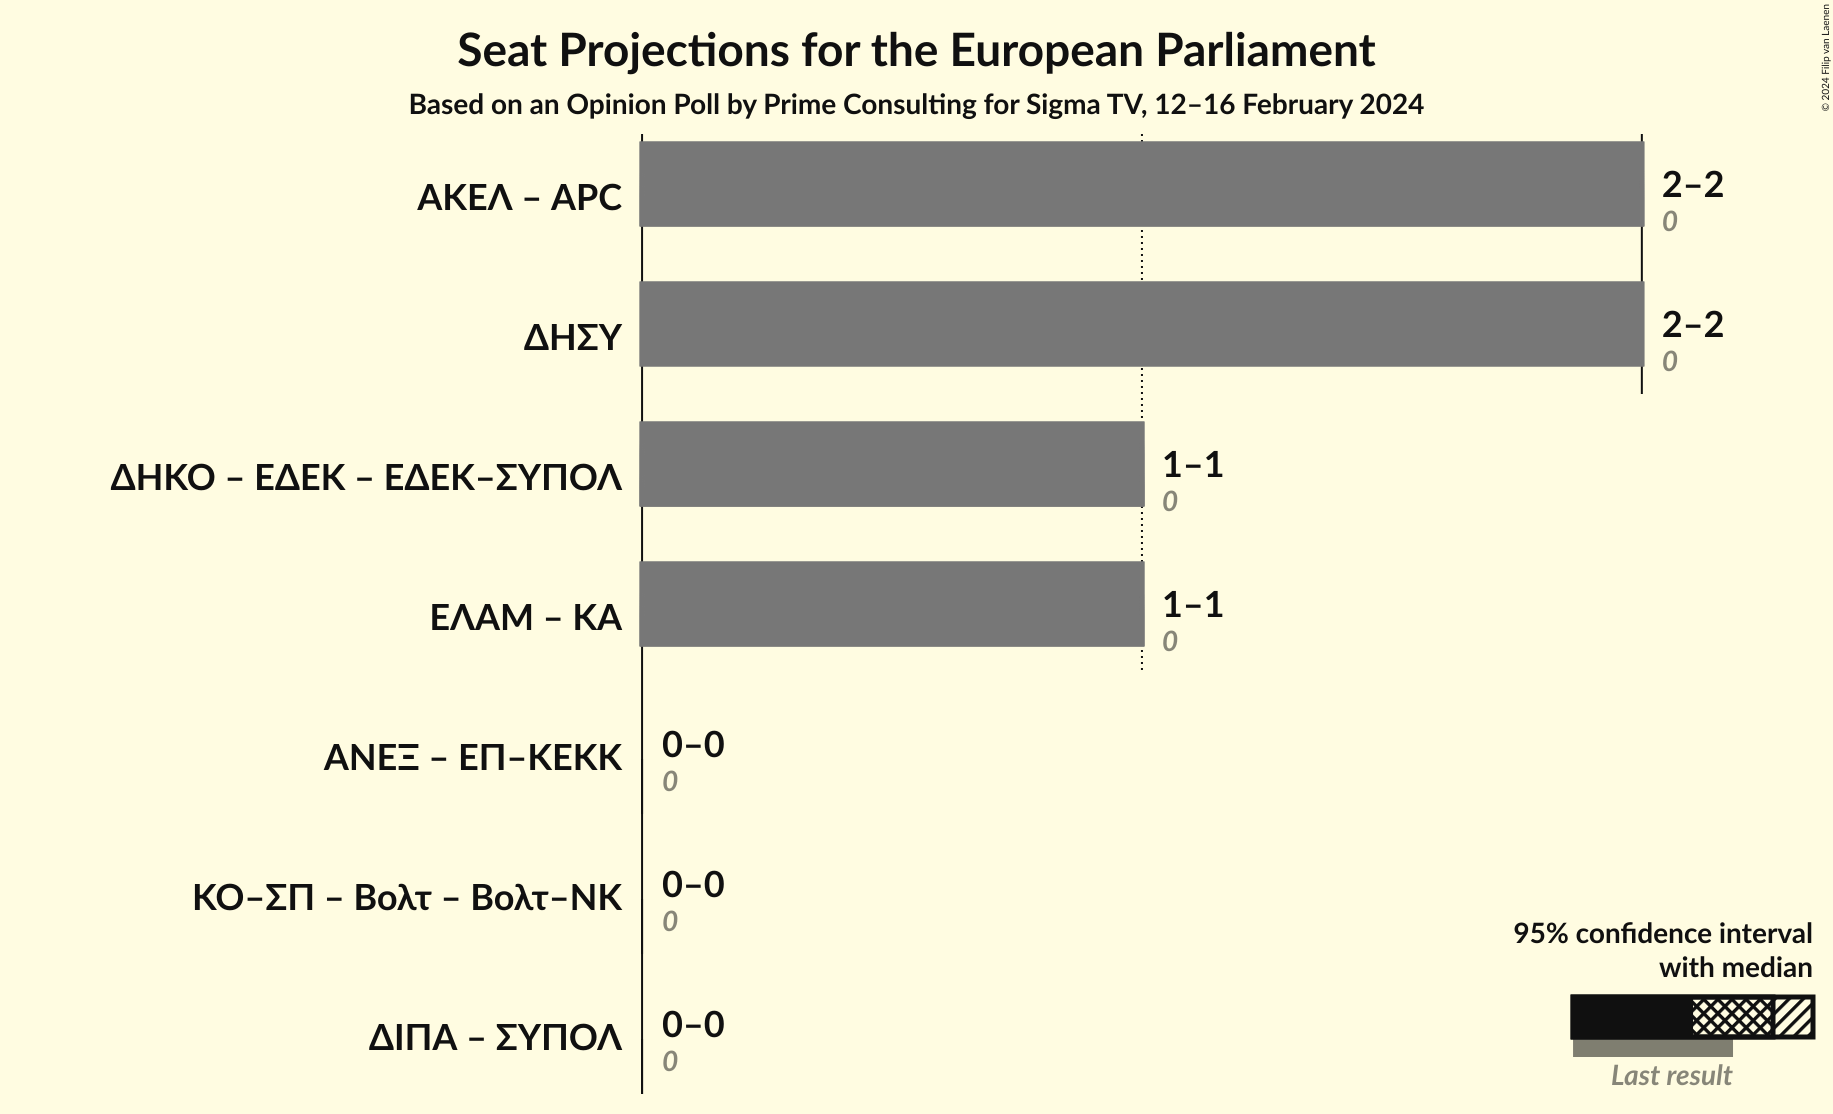 Seat Projections for the European Parliament
Based on an Opinion Poll by Prime Consulting for Sigma TV, 12–16 February 2024
© 2024 Filip van Laenen
ΑΚΕΛ – APC
2–2
0
ΔΗΣΥ
2–2
0
ΔΗΚΟ – ΕΔΕΚ – ΕΔΕΚ–ΣΥΠΟΛ
1–1
0
ΕΛΑΜ – ΚΑ
1–1
0
ΑΝΕΞ – ΕΠ–ΚΕΚΚ
0–0
0
ΚΟ–ΣΠ – Βολτ – Βολτ–ΝΚ
0–0
0
ΔΙΠΑ – ΣΥΠΟΛ
0–0
0
95% confidence interval
with median
Last result